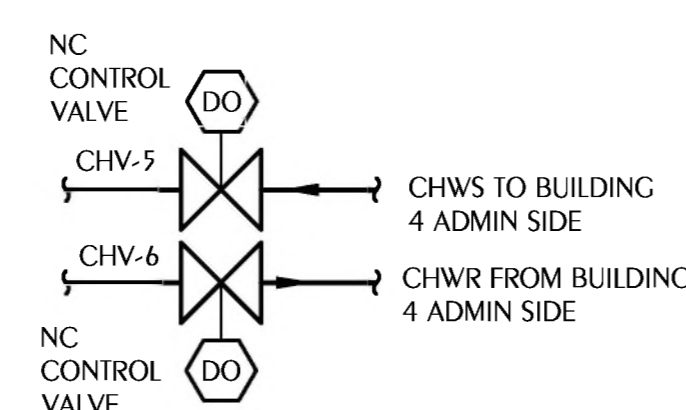 NC
CONTROL
VALVE
DO
CHV-5
CHWS TO BUILDING
4 ADMIN SIDE
CHV-6
CHWR FROM BUILDING
4 ADMIN SIDE
NC
CONTROL
VALVE
DO